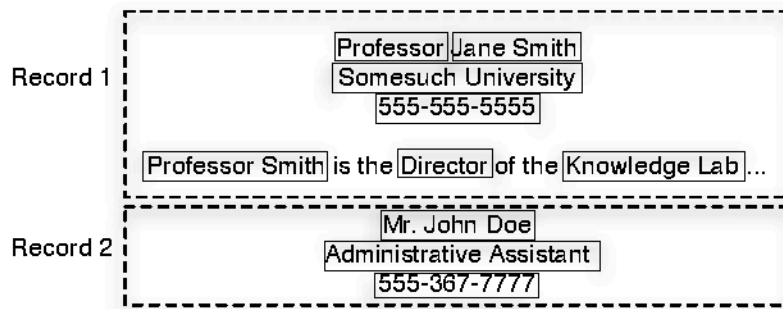 Professor Jane Smith
Record 1
Somesuch University
555-555-5555
Professor Smith is the Director of the Knowledge Lab...
Mr. John Doe
Record 2
Administrative Assistant
555-367-7777